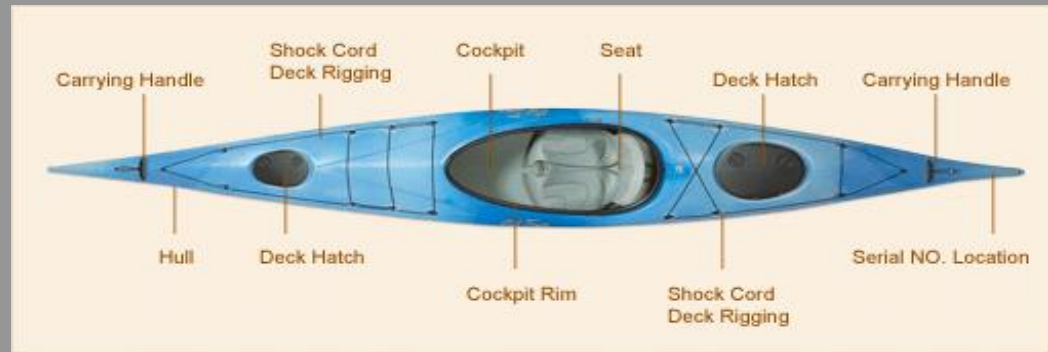 Shock Cord
Deck Rigging
Cockpit
Seat
Carrying Handle
Deck Hatch
Carrying Handle
Hull
Deck Hatch
Serial NO. Location
Cockpit Rim
Shock Cord
Deck Rigging